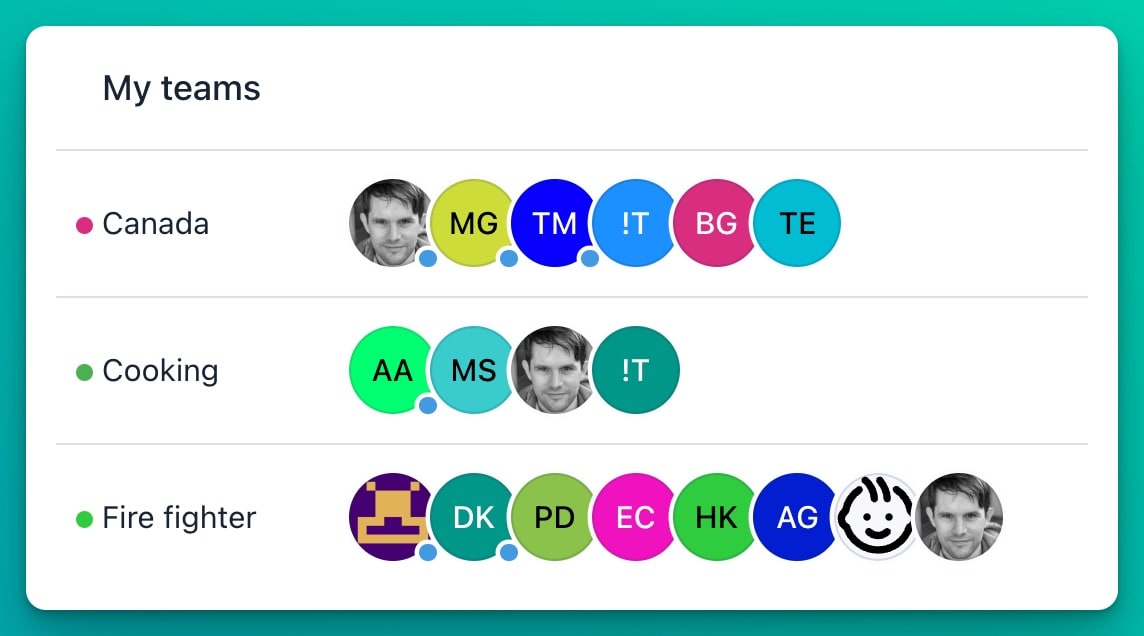 My teams
Canada MG TM !T BG TE
Cooking AA MS !T
Fire fighter DK PD EC HK AG